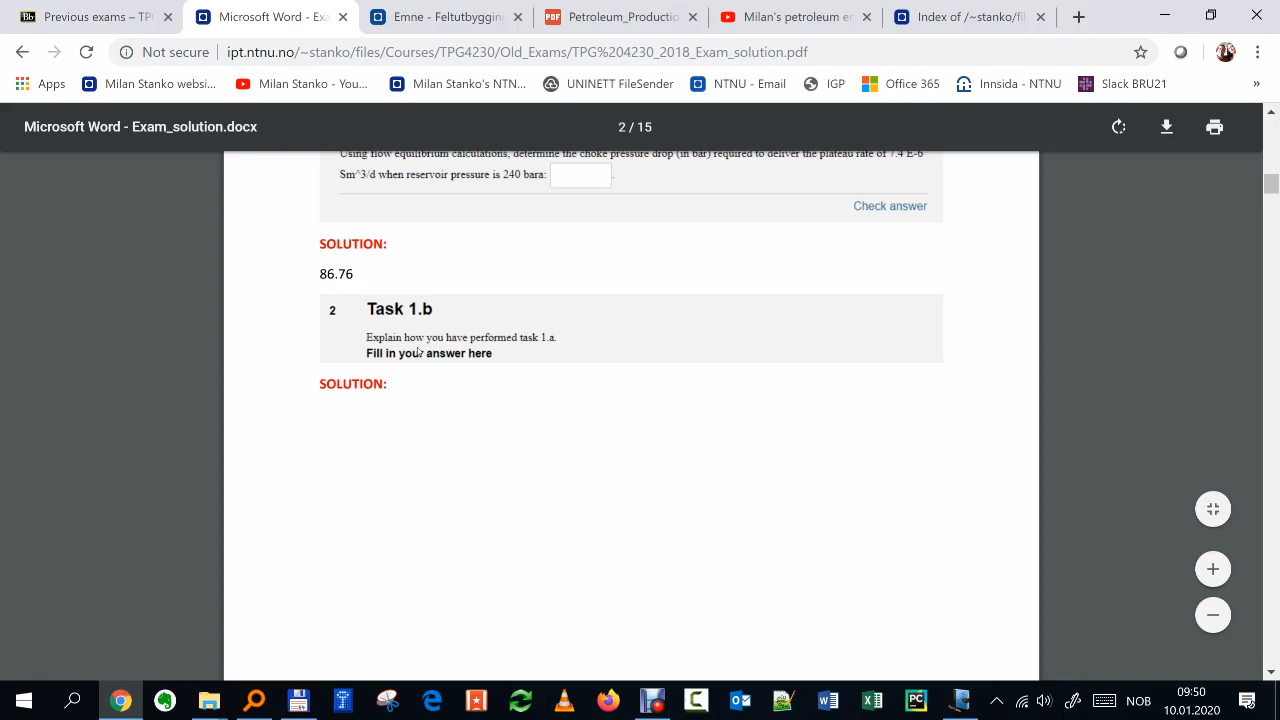 Previous exams – TP
Microsoft Word - Exa
Emne - Feltutbygging
Petroleum_Productio
Milan's petroleum e
Index of /~stanko/fil
Not secure
ipt.ntnu.no/~stanko/files/Courses/TPG4230/Old_Exams/TPG%204230_2018_Exam_solution.pdf
Apps
Milan Stanko websi...
Milan Stanko - You...
Milan Stanko's NTN...
UNINETT FileSender
NTNU - Email
IGP
Office 365
Innsida - NTNU
Slack BRU21
»
Microsoft Word - Exam_solution.docx
2 / 15
Using flow equilibrium calculations, determine the choke pressure drop (in bar) required to deliver the plateau rate of 7.4 E-6
Sm^3/d when reservoir pressure is 240 bara: .
Check answer
SOLUTION:
86.76
2 Task 1.b
Explain how you have performed task 1.a.
Fill in your answer here
SOLUTION:
NOB
09:50
10.01.2020